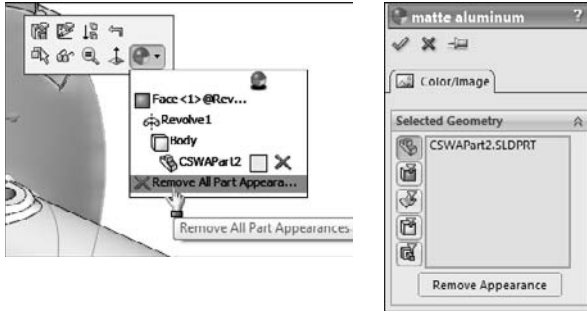 Face <1> @Rev...
Revolve1
Body
CSWAPart2
Remove All Part Appeara...
Remove All Part Appearances
matte aluminum ?
Color/Image
Selected Geometry
CSWAPart2.SLDPRT
Remove Appearance